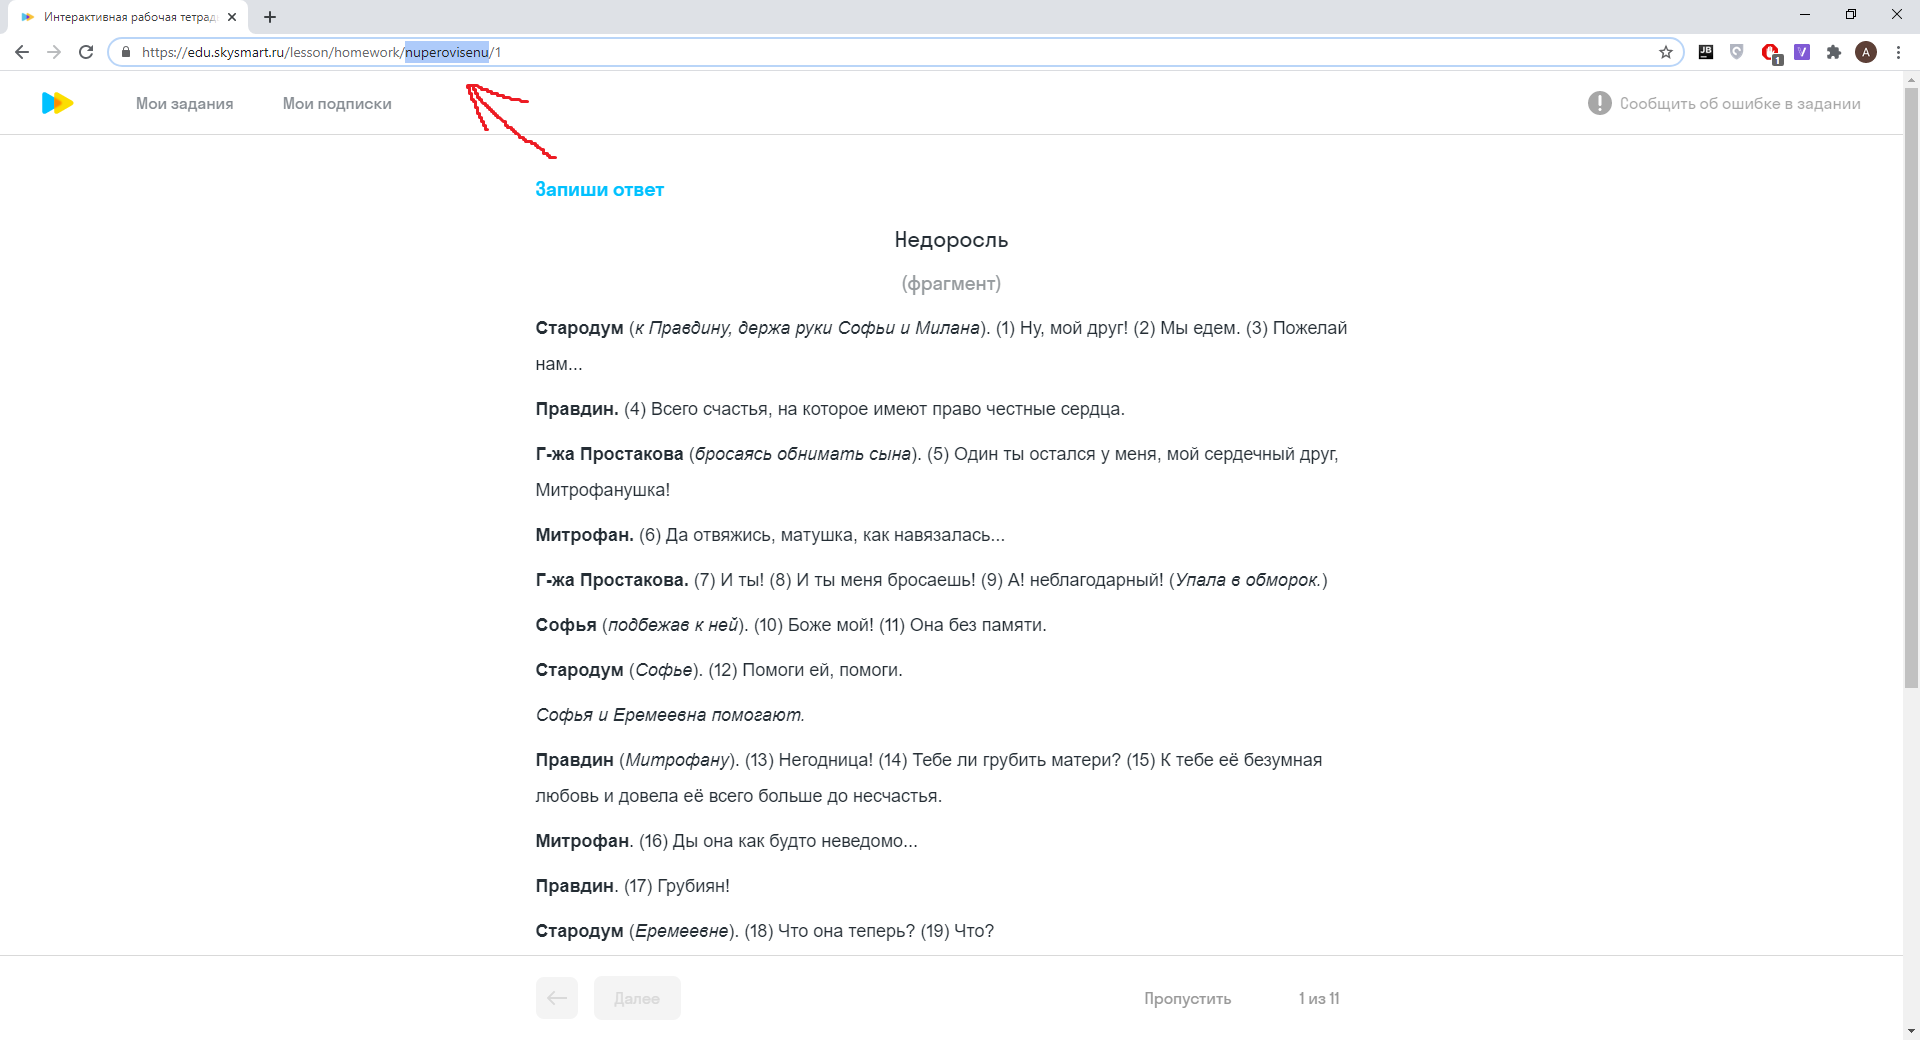 Интерактивная рабочая тетрад
https://edu.skysmart.ru/lesson/homework/nuperovisenu/1
JB
1
V
A
Мои задания
Мои подписки
Сообщить об ошибке в задании
Запиши ответ
Недоросль
(фрагмент)
Стародум (к Правдину, держа руки Софьи и Милана). (1) Ну, мой друг! (2) Мы едем. (3) Пожелай
нам...
Правдин. (4) Всего счастья, на которое имеют право честные сердца.
Г-жа Простакова (бросаясь обнимать сына). (5) Один ты остался у меня, мой сердечный друг,
Митрофанушка!
Митрофан. (6) Да отвяжись, матушка, как навязалась...
Г-жа Простакова. (7) И ты! (8) И ты меня бросаешь! (9) А! неблагодарный! (Упала в обморок.)
Софья (подбежав к ней). (10) Боже мой! (11) Она без памяти.
Стародум (Софье). (12) Помоги ей, помоги.
Софья и Еремеевна помогают.
Правдин (Митрофану). (13) Негодница! (14) Тебе ли грубить матери? (15) К тебе её безумная
любовь и довела её всего больше до несчастья.
Митрофан. (16) Ды она как будто неведомо...
Правдин. (17) Грубиян!
Стародум (Еремеевне). (18) Что она теперь? (19) Что?
Далее
Пропустить
1 из 11